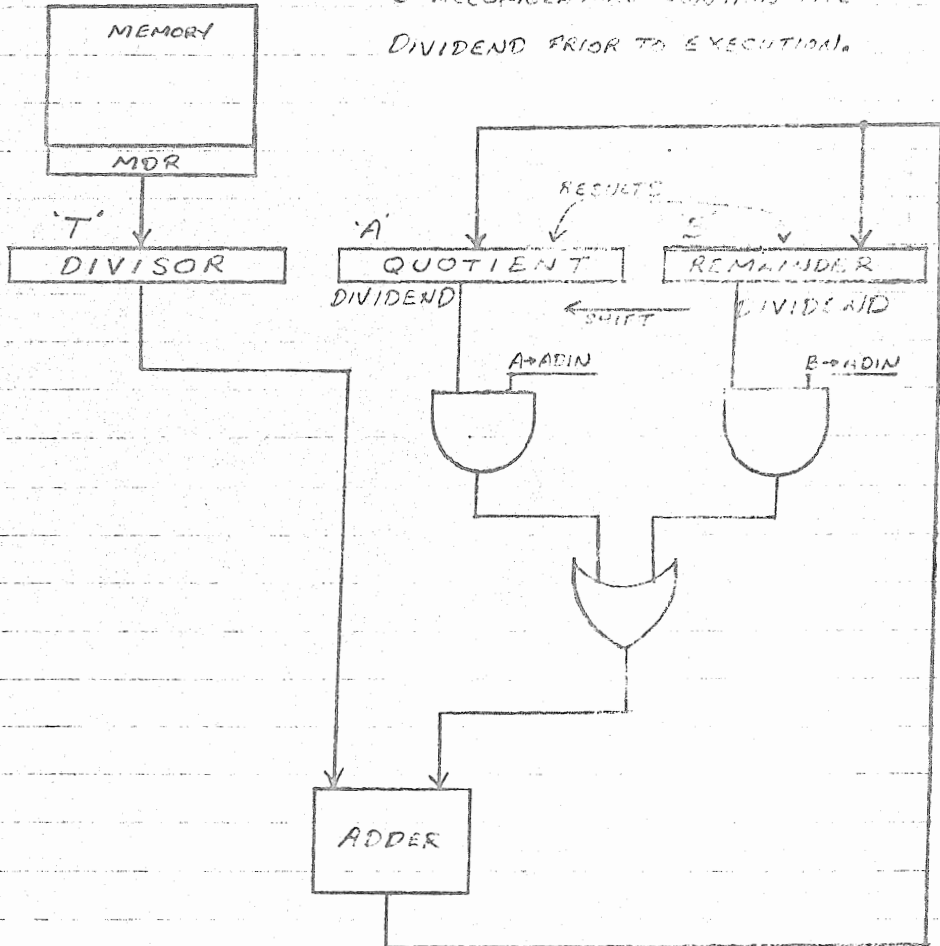 DIVIDEND PRIOR TO EXECUTION.
MEMORY
MDR
RESULTS
'T'
'A'
DIVISOR
QUOTIENT
REMAINDER
DIVIDEND
SHIFT
DIVIDEND
A→ADIN
B→ADIN
ADDER